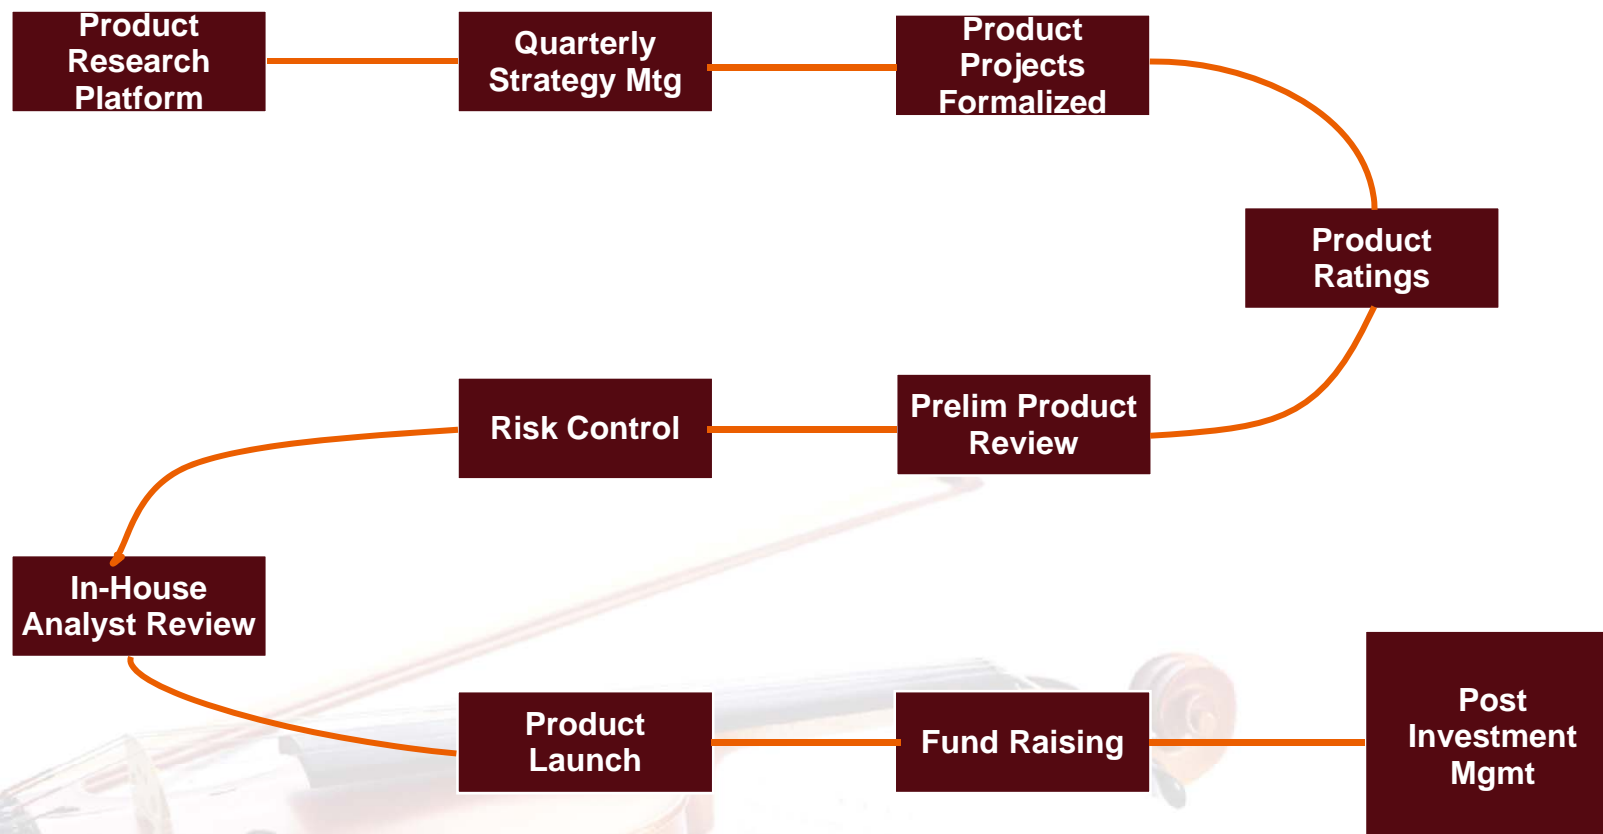 Product
Research
Platform
Quarterly
Strategy Mtg
Product
Projects
Formalized
Product
Ratings
Prelim Product
Review
Risk Control
In-House
Analyst Review
Product
Launch
Fund Raising
Post
Investment
Mgmt